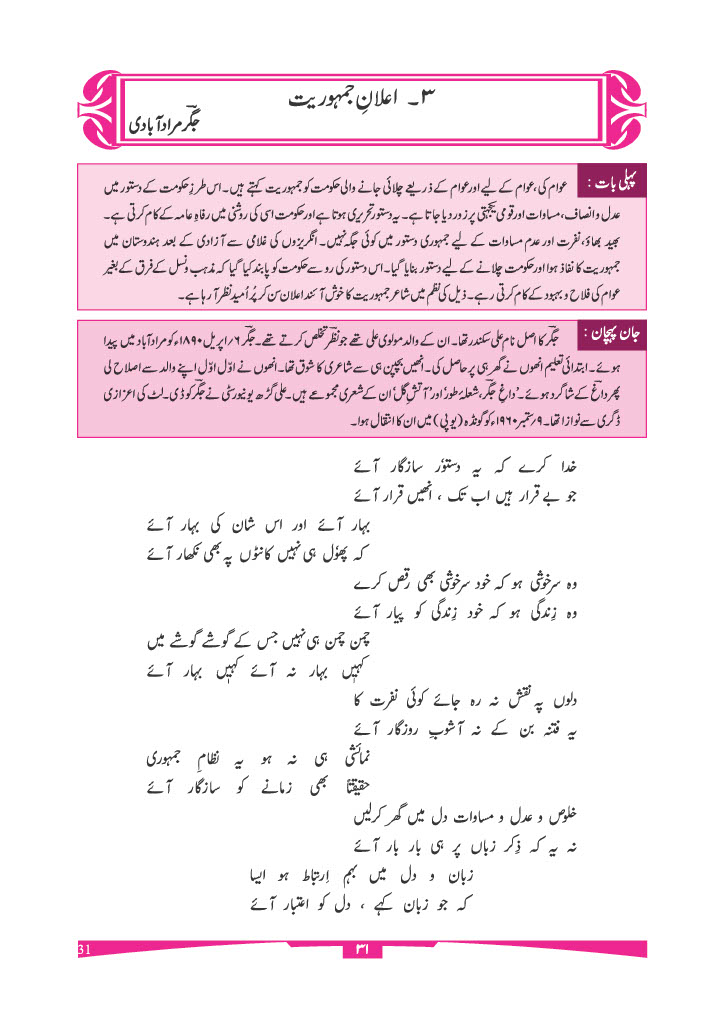 ۳۔ اعلانِ جمہوریت
جگر مرادآبادی
پہلی بات : عوام کی، عوام کے لیے اور عوام کے ذریعے چلائی جانے والی حکومت کو جمہوریت کہتے ہیں۔ اس طرزِ حکومت کے دستور میں
عدل و انصاف، مساوات اور قومی یکجہتی پر زور دیا جاتا ہے۔ یہ دستور تحریری ہوتا ہے اور حکومت اسی کی روشنی میں رفاہِ عامہ کے کام کرتی ہے۔
بھید بھاؤ، نفرت اور عدم مساوات کے لیے جمہوری دستور میں کوئی جگہ نہیں۔ انگریزوں کی غلامی سے آزادی کے بعد ہندوستان میں
جمہوریت کا نفاذ ہوا اور حکومت چلانے کے لیے دستور بنایا گیا۔ اس دستور کی رو سے حکومت کو پابند کیا گیا کہ مذہب و نسل کے فرق کے بغیر
عوام کی فلاح و بہبود کے کام کرتی رہے۔ ذیل کی نظم میں شاعر جمہوریت کا خوش آئند اعلان سن کر پُرامید نظر آ رہا ہے۔
جان پہچان : جگر کا اصل نام علی سکندر تھا۔ ان کے والد مولوی علی تھے جو نظر تخلص کرتے تھے۔ جگر ۶؍اپریل ۱۸۹۰ء کو مرادآباد میں پیدا
ہوئے۔ ابتدائی تعلیم انھوں نے گھر ہی پر حاصل کی۔ انھیں بچپن ہی سے شاعری کا شوق تھا۔ انھوں نے اوّل اوّل اپنے والد سے اصلاح لی
پھر داغ کے شاگرد ہوئے۔ 'داغِ جگر، شعلۂ طور' اور 'آتشِ گل' ان کے شعری مجموعے ہیں۔ علی گڑھ یونیورسٹی نے جگر کو ڈی۔لٹ کی اعزازی
ڈگری سے نوازا تھا۔ ۹؍ستمبر ۱۹۶۰ء کو گونڈہ (یوپی) میں ان کا انتقال ہوا۔
خدا کرے کہ یہ دستوٗر سازگار آئے
جو بے قرار ہیں اب تک ، انھیں قرار آئے
بہار آئے اور اس شان کی بہار آئے
کہ پھوٗل ہی نہیں کانٹوں پہ بھی نکھار آئے
وہ سرخوشی ہو کہ خود سرخوشی بھی رقص کرے
وہ زِندگی ہو کہ خود زِندگی کو پیار آئے
چمن چمن ہی نہیں جس کے گوشے گوشے میں
کہیں بہار نہ آئے کہیں بہار آئے
دلوں پہ نقش نہ رہ جائے کوئی نفرت کا
یہ فتنہ بن کے نہ آشوبِ روزگار آئے
نمائشی ہی نہ ہو یہ نظامِ جمہوری
حقیقتاً بھی زمانے کو سازگار آئے
خلوص و عدل و مساوات دل میں گھر کرلیں
نہ یہ کہ ذِکر زباں پر ہی بار بار آئے
زبان و دل میں بہم اِرتباط ہو ایسا
کہ جو زبان کہے ، دل کو اعتبار آئے
31
۳۱